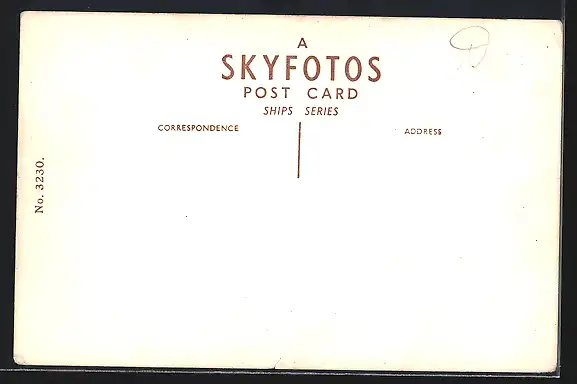 A
SKYFOTOS
POST CARD
SHIPS SERIES
CORRESPONDENCE
ADDRESS
No. 3230.